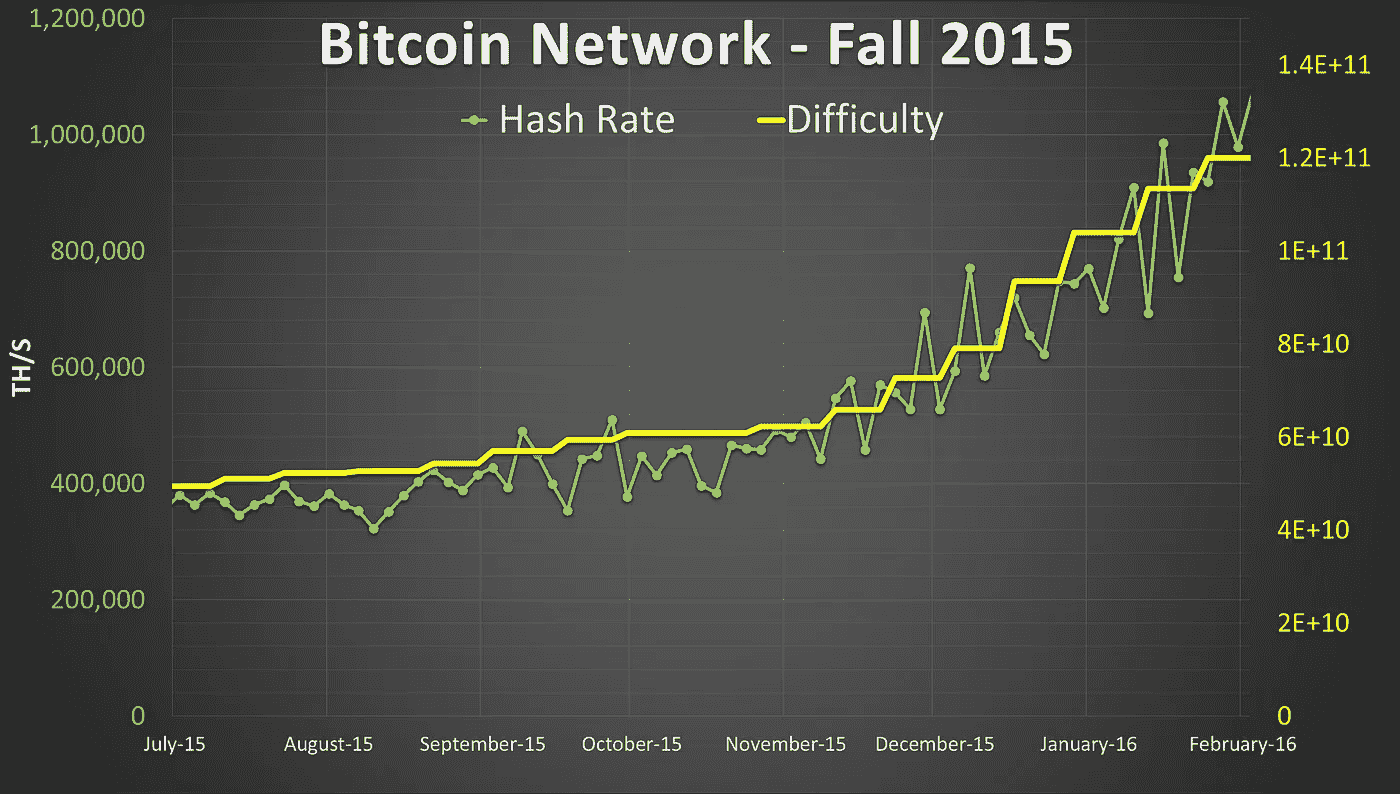 Bitcoin Network - Fall 2015
Hash Rate Difficulty
TH/S
1,200,000
1,000,000
800,000
600,000
400,000
200,000
0
1.4E+11
1.2E+11
1E+11
8E+10
6E+10
4E+10
2E+10
0
July-15 August-15 September-15 October-15 November-15 December-15 January-16 February-16